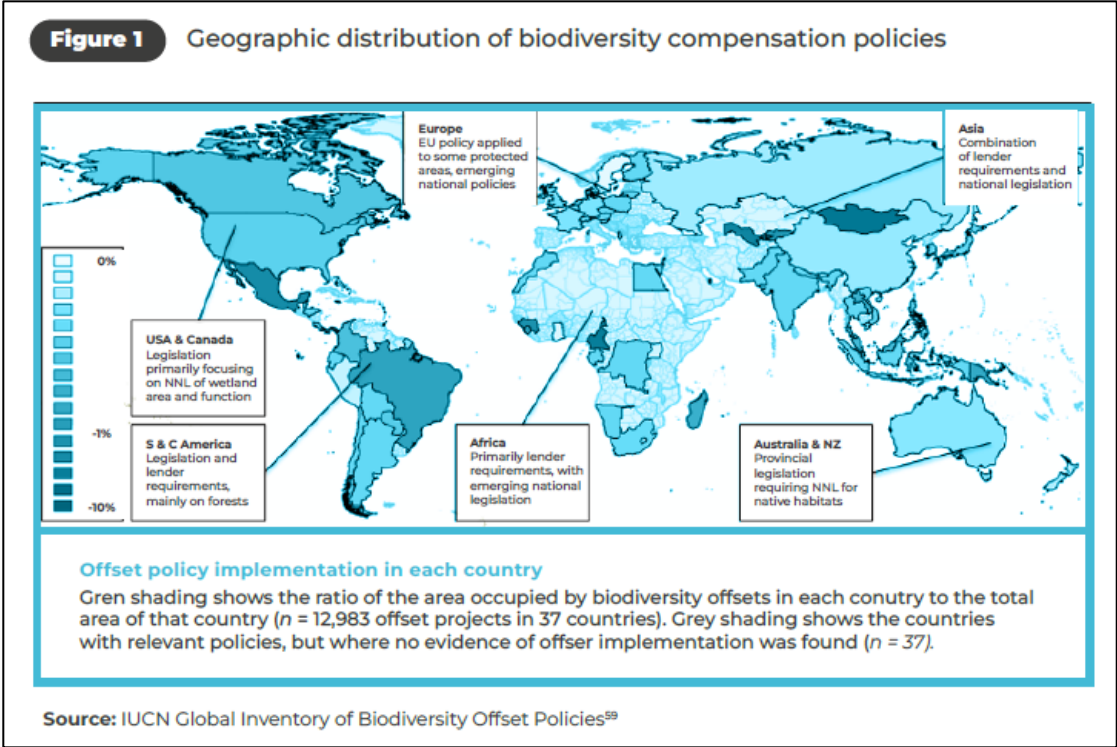 Figure 1 Geographic distribution of biodiversity compensation policies
Europe
EU policy applied
to some protected
areas, emerging
national policies
Asia
Combination
of lender
requirements and
national legislation
0%
-1%
-10%
USA & Canada
Legislation
primarily focusing
on NNL of wetland
area and function
S & C America
Legislation and
lender
requirements,
mainly on forests
Africa
Primarily lender
requirements, with
emerging national
legislation
Australia & NZ
Provincial
legislation
requiring NNL for
native habitats
Offset policy implementation in each country
Gren shading shows the ratio of the area occupied by biodiversity offsets in each conutry to the total
area of that country (n = 12,983 offset projects in 37 countries). Grey shading shows the countries
with relevant policies, but where no evidence of offser implementation was found (n = 37).
Source: IUCN Global Inventory of Biodiversity Offset Policies⁵⁹